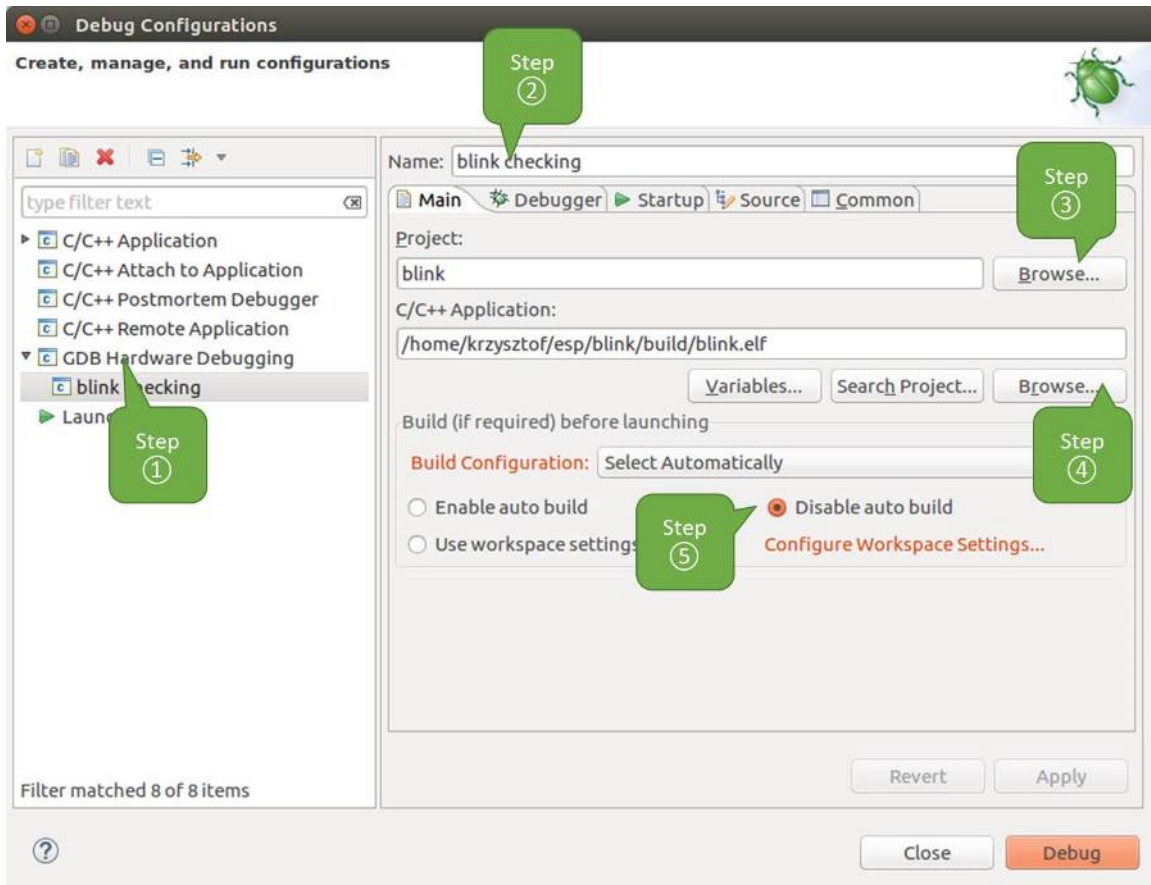 Debug Configurations
Create, manage, and run configurations
Step
②
type filter text
C/C++ Application
C/C++ Attach to Application
C/C++ Postmortem Debugger
C/C++ Remote Application
GDB Hardware Debugging
blink checking
Step
①
Filter matched 8 of 8 items
Name: blink checking
Main Debugger Startup Source Common
Step
③
Project:
blink Browse...
C/C++ Application:
/home/krzysztof/esp/blink/build/blink.elf
Variables... Search Project... Browse...
Step
④
Build (if required) before launching
Build Configuration: Select Automatically
Enable auto build Disable auto build
Step
⑤
Use workspace settings Configure Workspace Settings...
Revert Apply
Close Debug